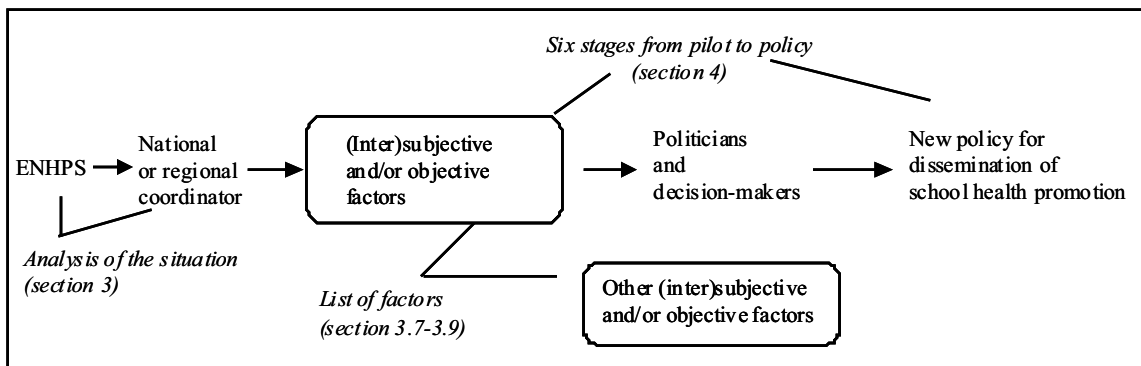 Six stages from pilot to policy
(section 4)
ENHPS
National
or regional
coordinator
(Inter)subjective
and/or objective
factors
Politicians
and
decision-makers
New policy for
dissemination of
school health promotion
Analysis of the situation
(section 3)
List of factors
(section 3.7-3.9)
Other (inter)subjective
and/or objective factors